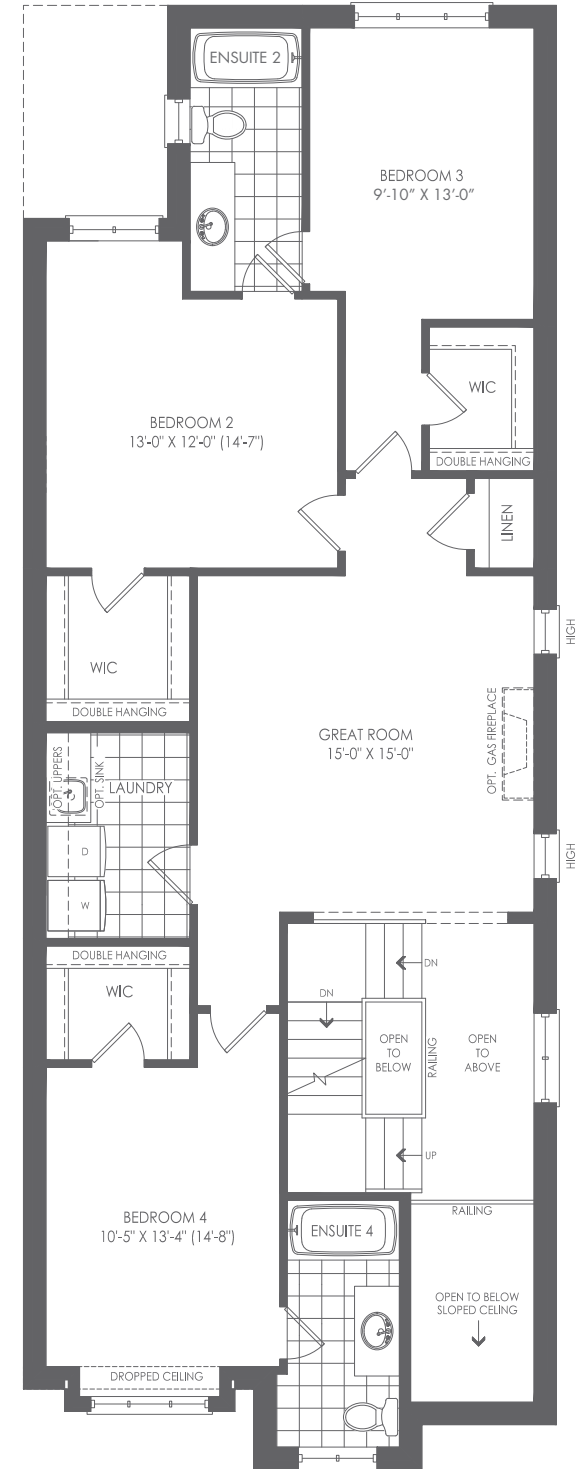 ENSUITE 2
BEDROOM 3
9'-10" X 13'-0"
WIC
DOUBLE HANGING
BEDROOM 2
13'-0" X 12'-0" (14'-7")
LINEN
HIGH
WIC
DOUBLE HANGING
GREAT ROOM
15'-0" X 15'-0"
OPT. GAS FIREPLACE
OPT. UPPERS
OPT. SINK
LAUNDRY
D
W
HIGH
DOUBLE HANGING
WIC
DN
DN
OPEN
TO
BELOW
RAILING
OPEN
TO
ABOVE
UP
RAILING
BEDROOM 4
10'-5" X 13'-4" (14'-8")
ENSUITE 4
OPEN TO BELOW
SLOPED CELING
DROPPED CEILING